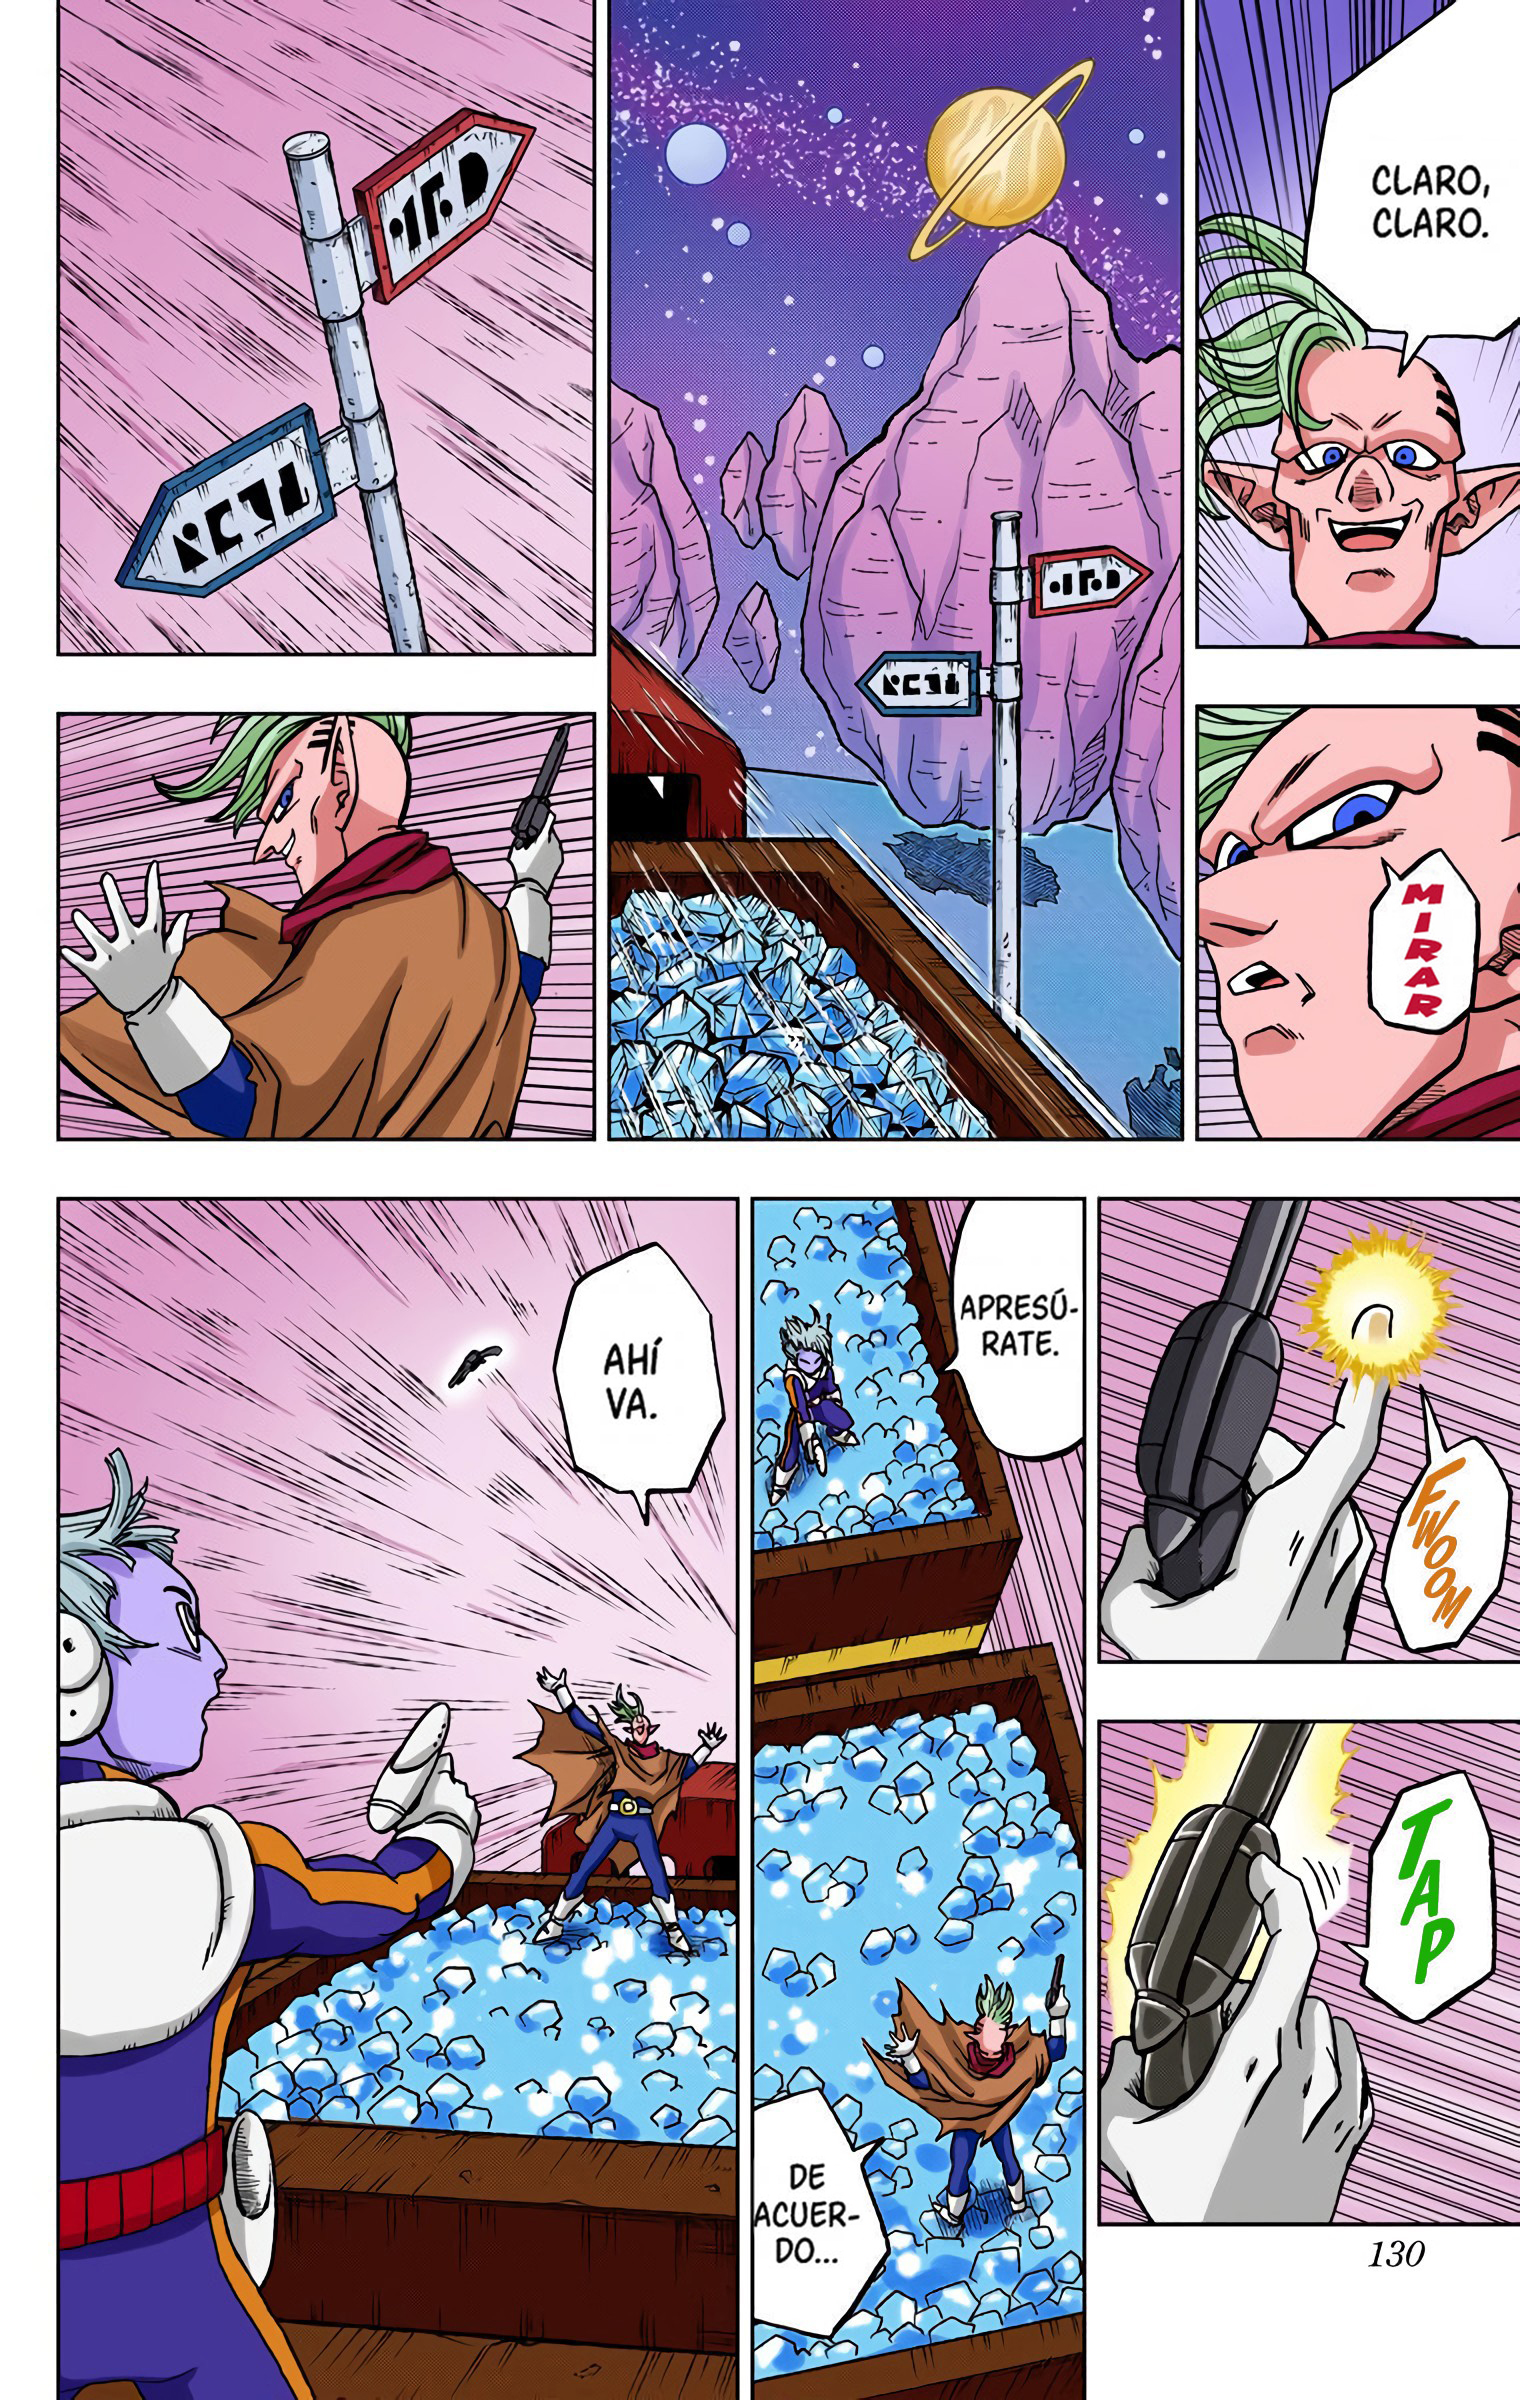 CLARO,
CLARO.
MIRAR
FWOOM
TAP
APRESÚ-
RATE.
DE
ACUER-
DO...
AHÍ
VA.
130